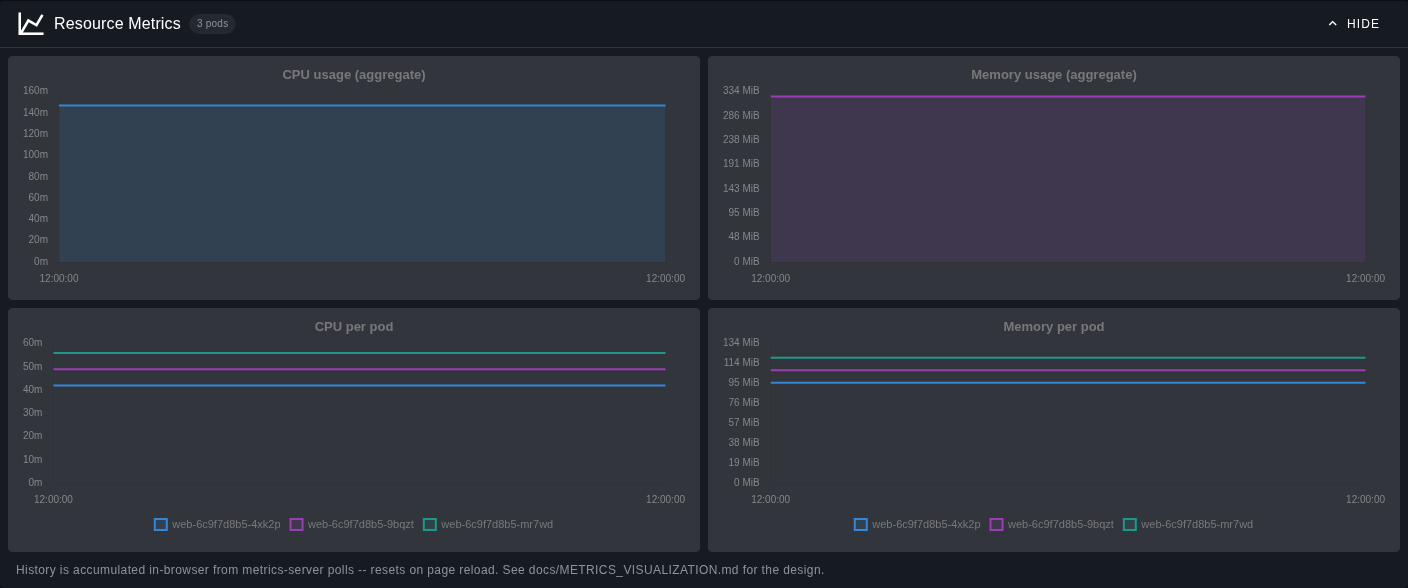 Resource Metrics 3 pods
HIDE
CPU usage (aggregate)
160m
140m
120m
100m
80m
60m
40m
20m
0m
12:00:00 12:00:00
Memory usage (aggregate)
334 MiB
286 MiB
238 MiB
191 MiB
143 MiB
95 MiB
48 MiB
0 MiB
12:00:00 12:00:00
CPU per pod
60m
50m
40m
30m
20m
10m
0m
12:00:00 12:00:00
web-6c9f7d8b5-4xk2p web-6c9f7d8b5-9bqzt web-6c9f7d8b5-mr7wd
Memory per pod
134 MiB
114 MiB
95 MiB
76 MiB
57 MiB
38 MiB
19 MiB
0 MiB
12:00:00 12:00:00
web-6c9f7d8b5-4xk2p web-6c9f7d8b5-9bqzt web-6c9f7d8b5-mr7wd
History is accumulated in-browser from metrics-server polls -- resets on page reload. See docs/METRICS_VISUALIZATION.md for the design.